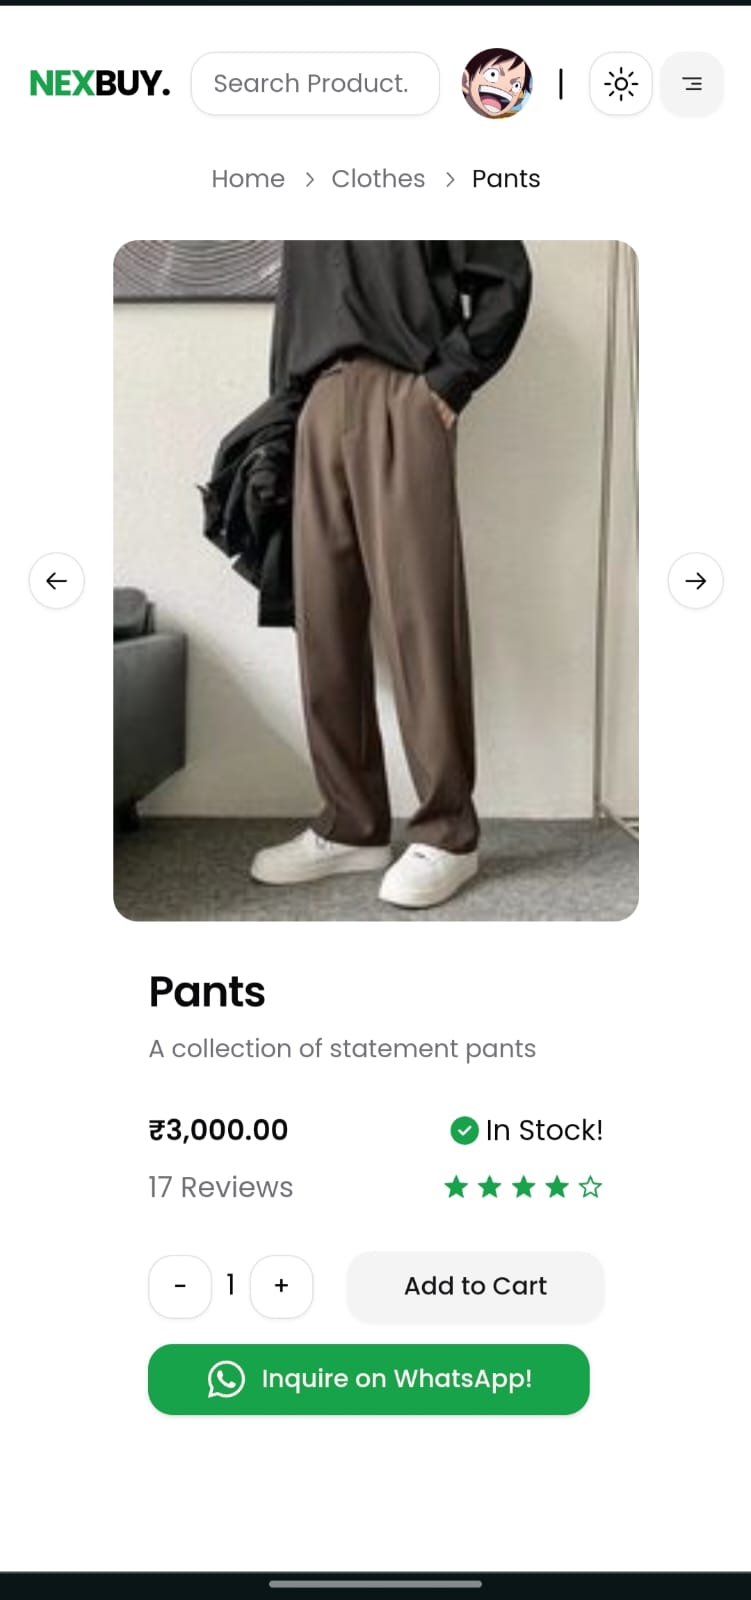 NEXBUY.
Search Product.
|
Home > Clothes > Pants
Pants
A collection of statement pants
₹3,000.00
In Stock!
17 Reviews
- 1 +
Add to Cart
Inquire on WhatsApp!